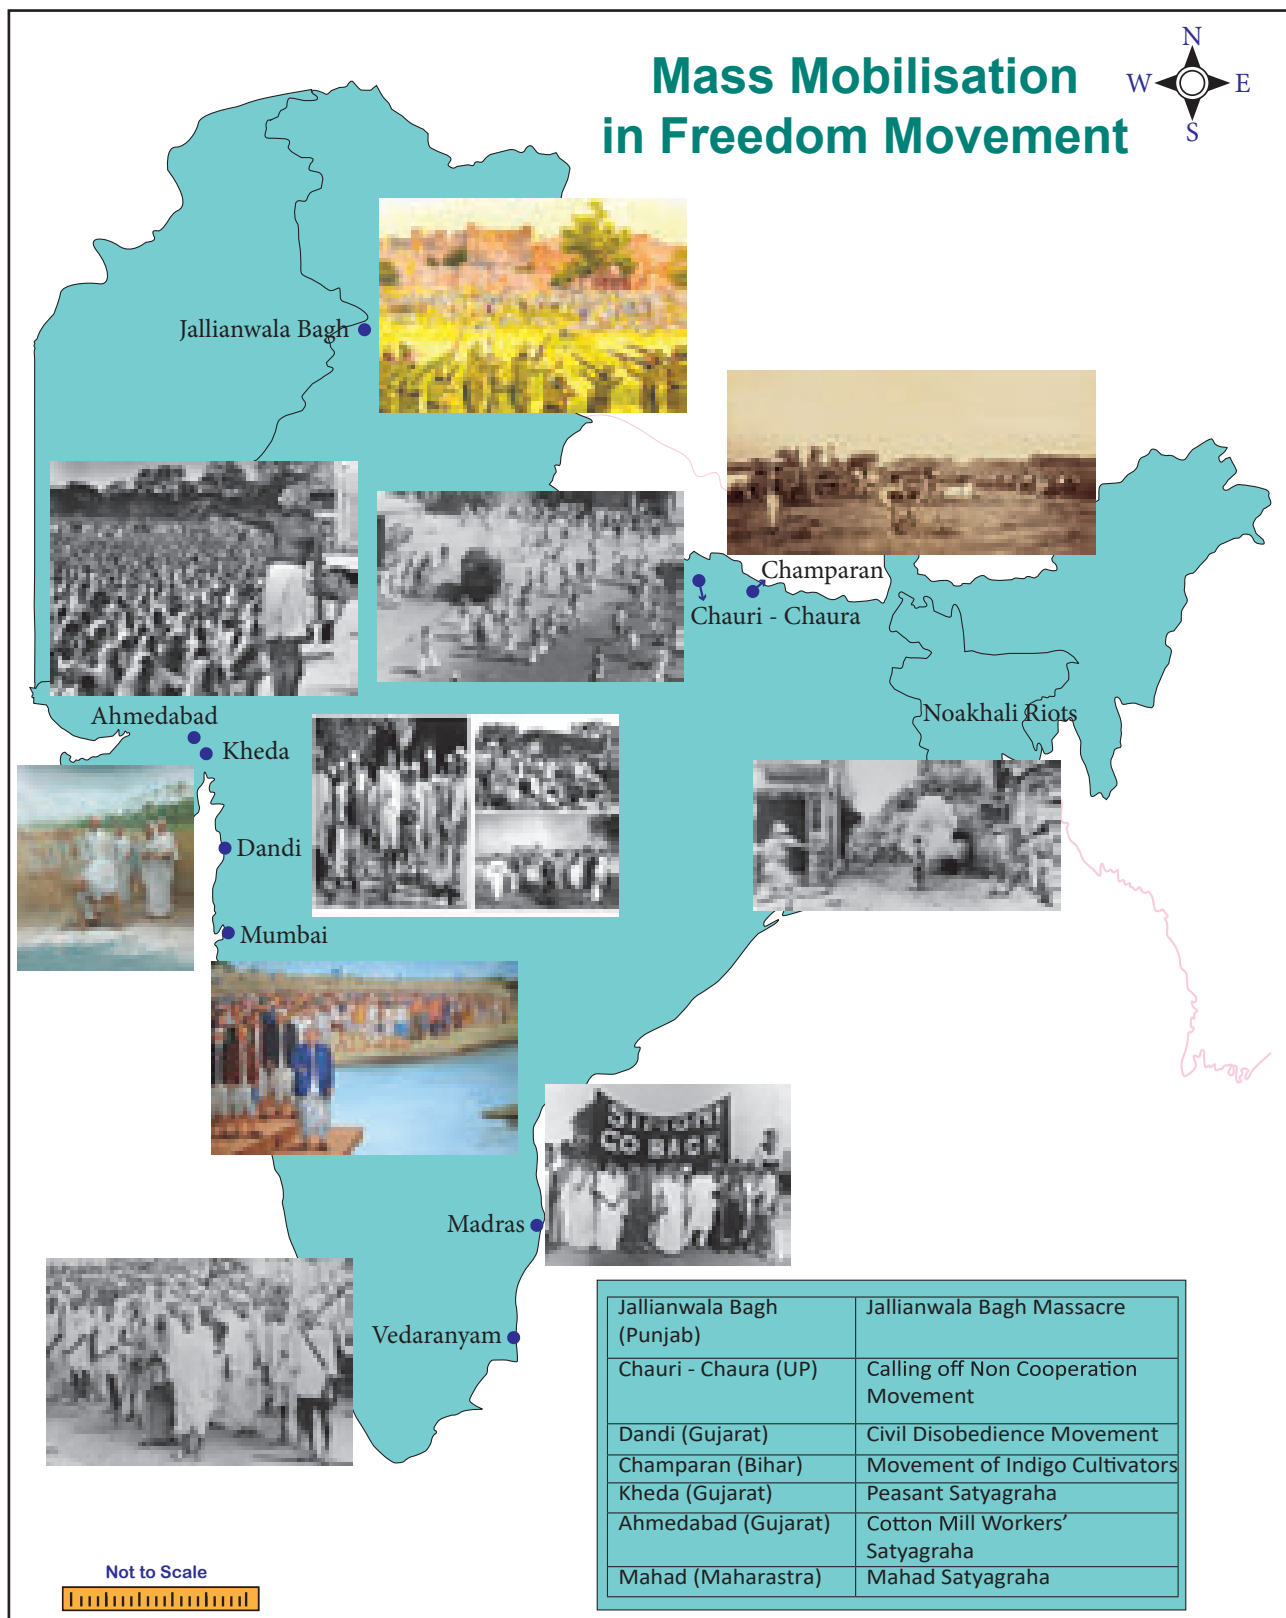 Mass Mobilisation
in Freedom Movement
N
W E
S
Jallianwala Bagh
Champaran
Chauri - Chaura
Noakhali Riots
Ahmedabad
Kheda
Dandi
Mumbai
GO BACK
Madras
Vedaranyam
Jallianwala Bagh Jallianwala Bagh Massacre
(Punjab)
Chauri - Chaura (UP) Calling off Non Cooperation
Movement
Dandi (Gujarat) Civil Disobedience Movement
Champaran (Bihar) Movement of Indigo Cultivators
Kheda (Gujarat) Peasant Satyagraha
Ahmedabad (Gujarat) Cotton Mill Workers’
Satyagraha
Mahad (Maharastra) Mahad Satyagraha
Not to Scale